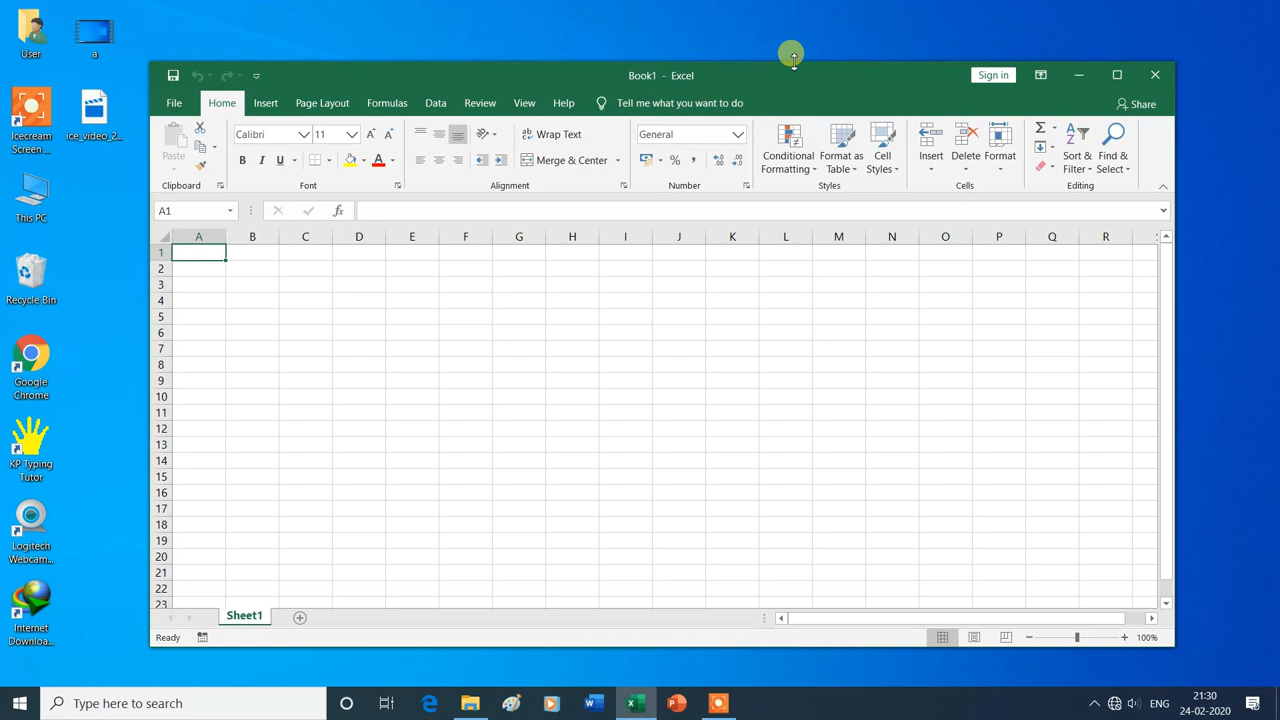 User
a
Icecream
Screen ...
ice_video_2...
This PC
Recycle Bin
Google
Chrome
KP Typing
Tutor
Logitech
Webcam...
Internet
Downloa...
Book1 - Excel
Sign in
File Home Insert Page Layout Formulas Data Review View Help Tell me what you want to do
Share
Paste
Calibri 11
B I U A
Wrap Text
Merge & Center
General
%
Conditional
Formatting
Format as
Table
Cell
Styles
Insert Delete Format
Sort &
Filter
Find &
Select
Clipboard Font Alignment Number Styles Cells Editing
A1 fx
A B C D E F G H I J K L M N O P Q R
1
2
3
4
5
6
7
8
9
10
11
12
13
14
15
16
17
18
19
20
21
22
23
Sheet1
Ready
100%
Type here to search
ENG
21:30
24-02-2020